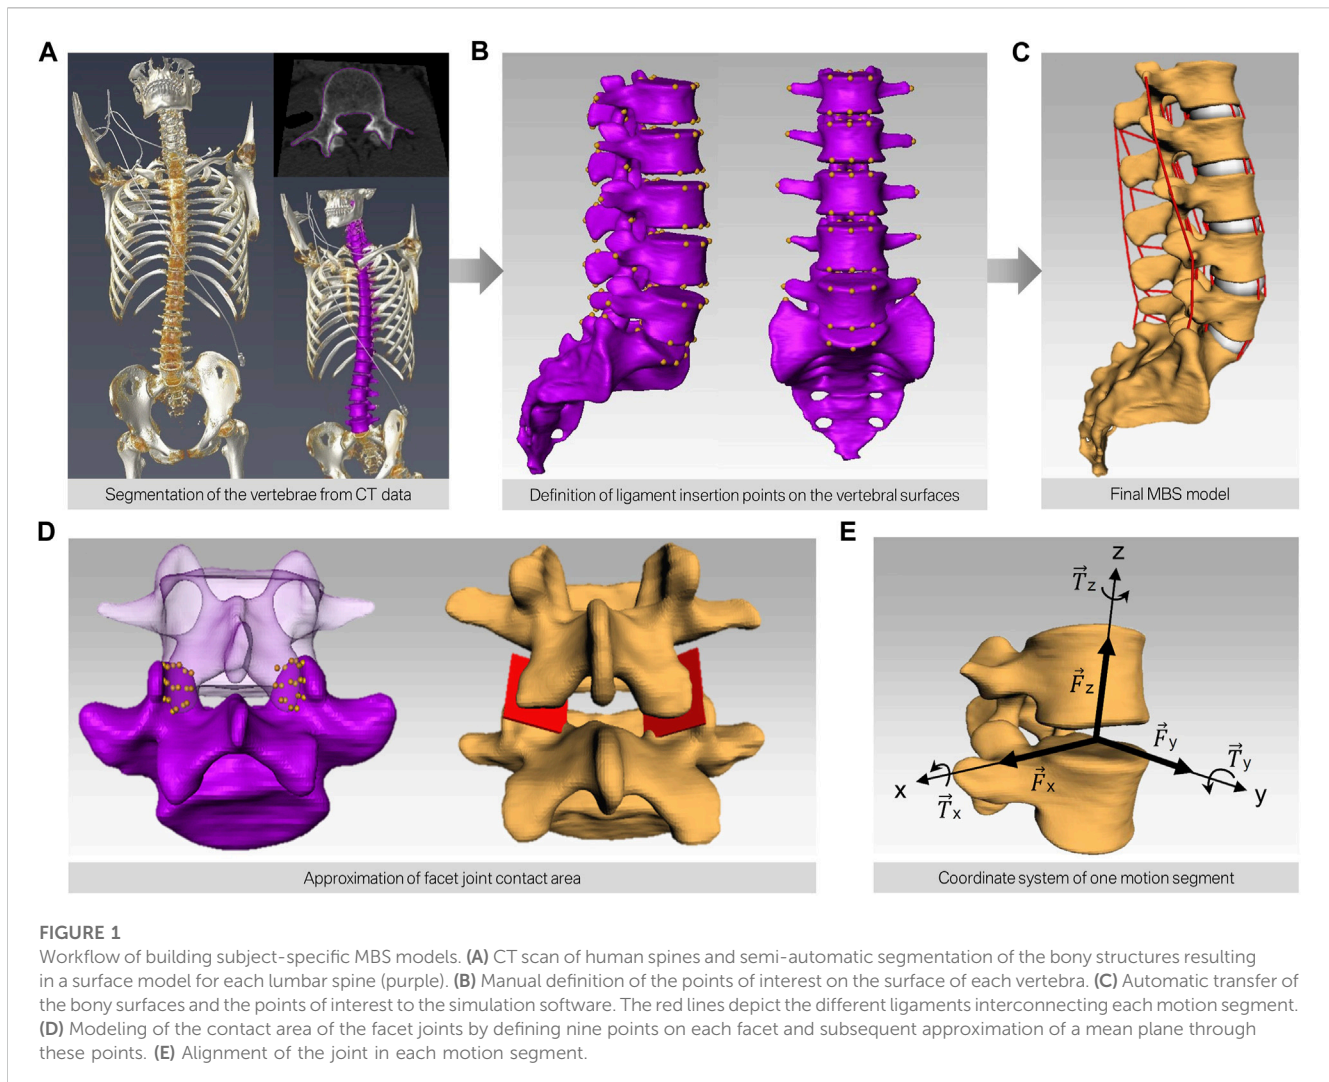 A
B
C
Segmentation of the vertebrae from CT data
Definition of ligament insertion points on the vertebral surfaces
Final MBS model
D
E
z
T⃗z
F⃗z
F⃗y
T⃗y
x
F⃗x
T⃗x
y
Approximation of facet joint contact area
Coordinate system of one motion segment
FIGURE 1
Workflow of building subject-specific MBS models. (A) CT scan of human spines and semi-automatic segmentation of the bony structures resulting
in a surface model for each lumbar spine (purple). (B) Manual definition of the points of interest on the surface of each vertebra. (C) Automatic transfer of
the bony surfaces and the points of interest to the simulation software. The red lines depict the different ligaments interconnecting each motion segment.
(D) Modeling of the contact area of the facet joints by defining nine points on each facet and subsequent approximation of a mean plane through
these points. (E) Alignment of the joint in each motion segment.